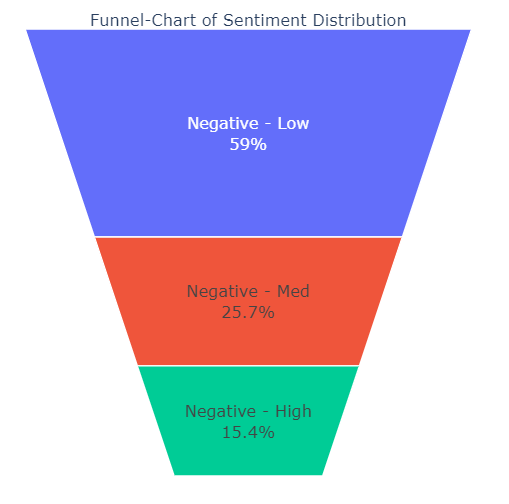 Funnel-Chart of Sentiment Distribution
Negative - Low
59%
Negative - Med
25.7%
Negative - High
15.4%